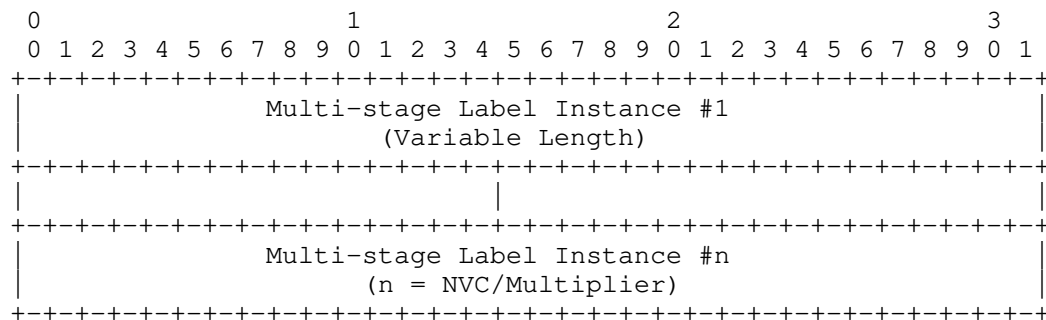 0                   1                   2                   3
0 1 2 3 4 5 6 7 8 9 0 1 2 3 4 5 6 7 8 9 0 1 2 3 4 5 6 7 8 9 0 1
+-+-+-+-+-+-+-+-+-+-+-+-+-+-+-+-+-+-+-+-+-+-+-+-+-+-+-+-+-+-+-+-+
|               Multi-stage Label Instance #1                   |
|                      (Variable Length)                        |
+-+-+-+-+-+-+-+-+-+-+-+-+-+-+-+-+-+-+-+-+-+-+-+-+-+-+-+-+-+-+-+-+
|                             |                                 |
+-+-+-+-+-+-+-+-+-+-+-+-+-+-+-+-+-+-+-+-+-+-+-+-+-+-+-+-+-+-+-+-+
|               Multi-stage Label Instance #n                   |
|                     (n = NVC/Multiplier)                      |
+-+-+-+-+-+-+-+-+-+-+-+-+-+-+-+-+-+-+-+-+-+-+-+-+-+-+-+-+-+-+-+-+